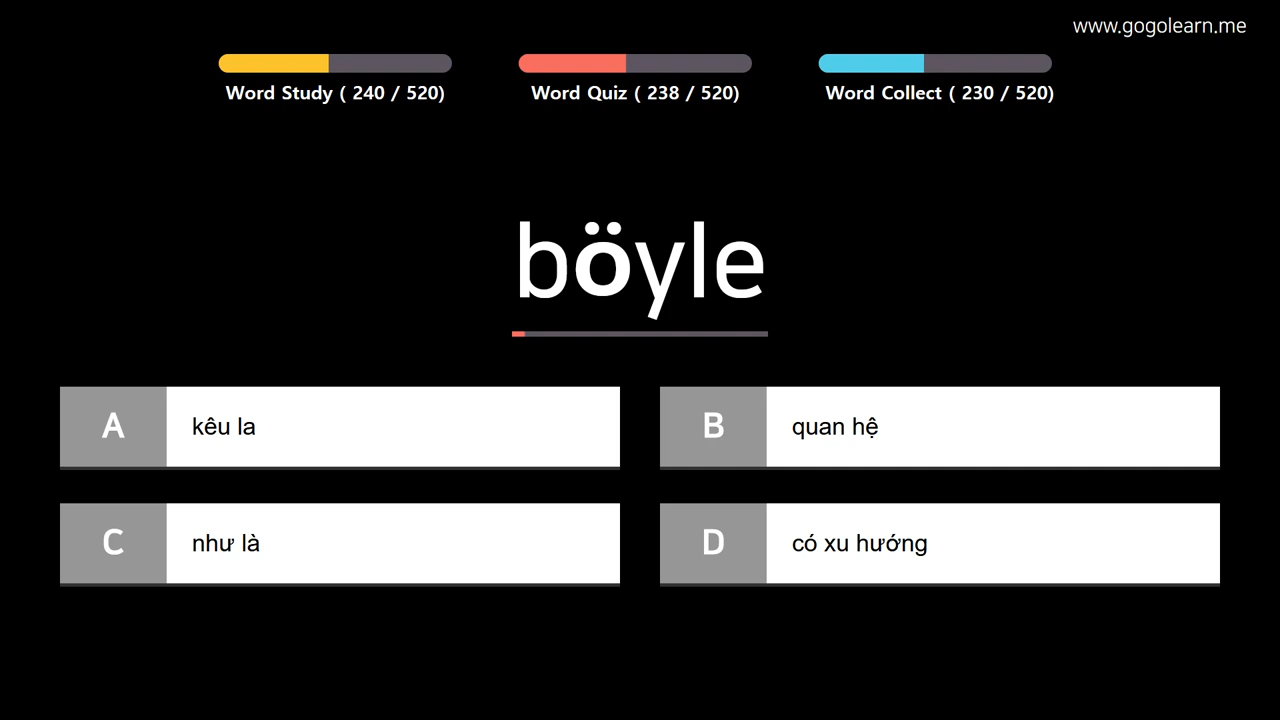 www.gogolearn.me
Word Study ( 240 / 520)
Word Quiz ( 238 / 520)
Word Collect ( 230 / 520)
böyle
A kêu la
B quan hệ
C như là
D có xu hướng